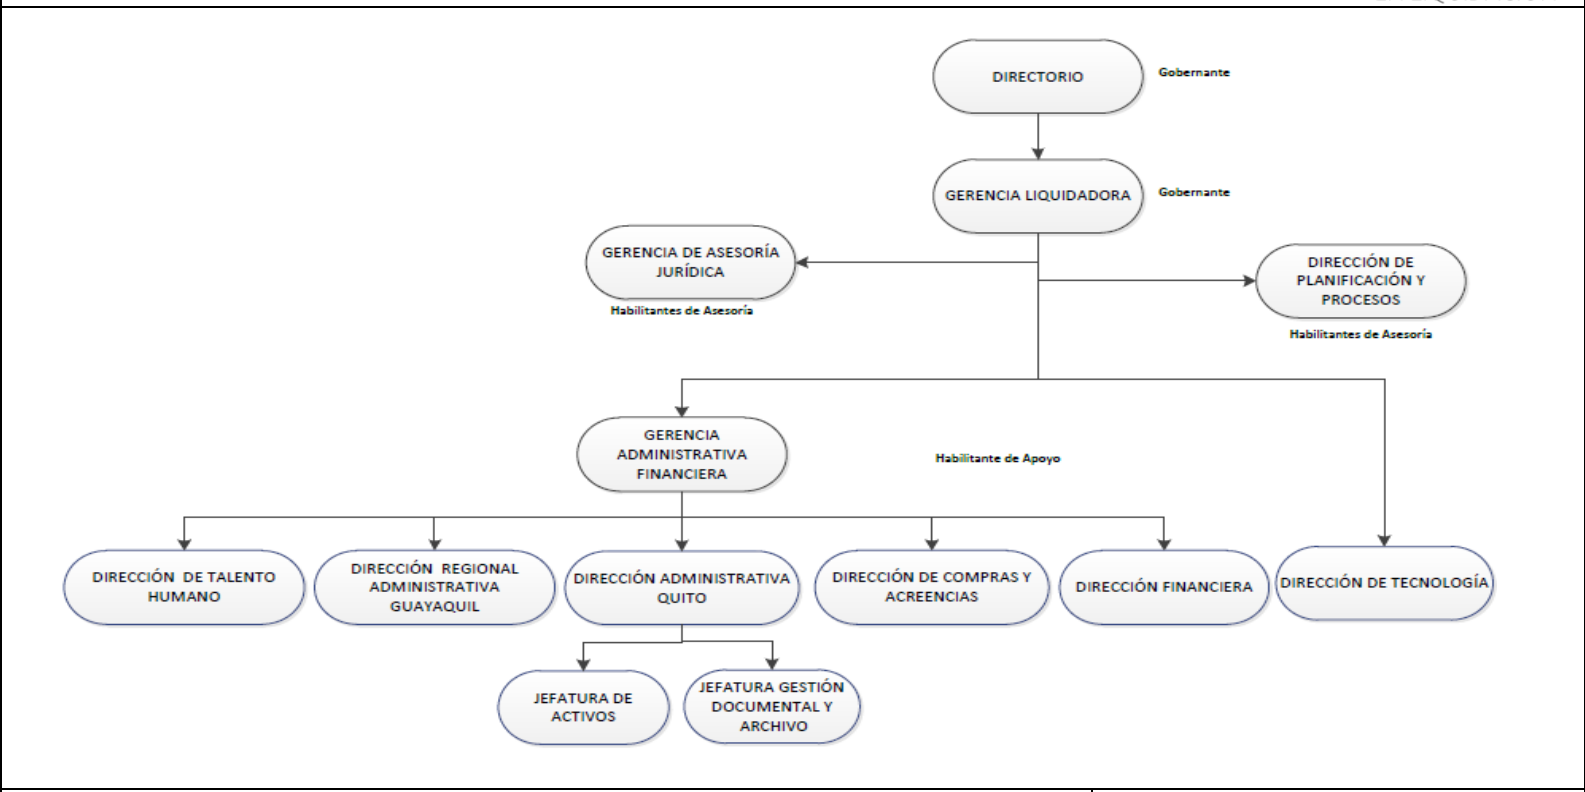 DIRECTORIO
Gobernante
GERENCIA LIQUIDADORA
Gobernante
GERENCIA DE ASESORÍA
JURÍDICA
Habilitantes de Asesoría
DIRECCIÓN DE
PLANIFICACIÓN Y
PROCESOS
Habilitantes de Asesoría
GERENCIA
ADMINISTRATIVA
FINANCIERA
Habilitante de Apoyo
DIRECCIÓN DE TALENTO
HUMANO
DIRECCIÓN REGIONAL
ADMINISTRATIVA
GUAYAQUIL
DIRECCIÓN ADMINISTRATIVA
QUITO
DIRECCIÓN DE COMPRAS Y
ACREENCIAS
DIRECCIÓN FINANCIERA
DIRECCIÓN DE TECNOLOGÍA
JEFATURA DE
ACTIVOS
JEFATURA GESTIÓN
DOCUMENTAL Y
ARCHIVO